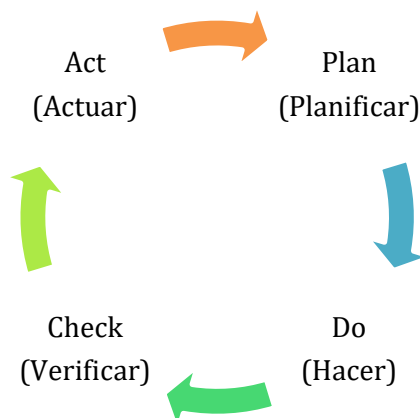 Act
(Actuar)
Plan
(Planificar)
Check
(Verificar)
Do
(Hacer)